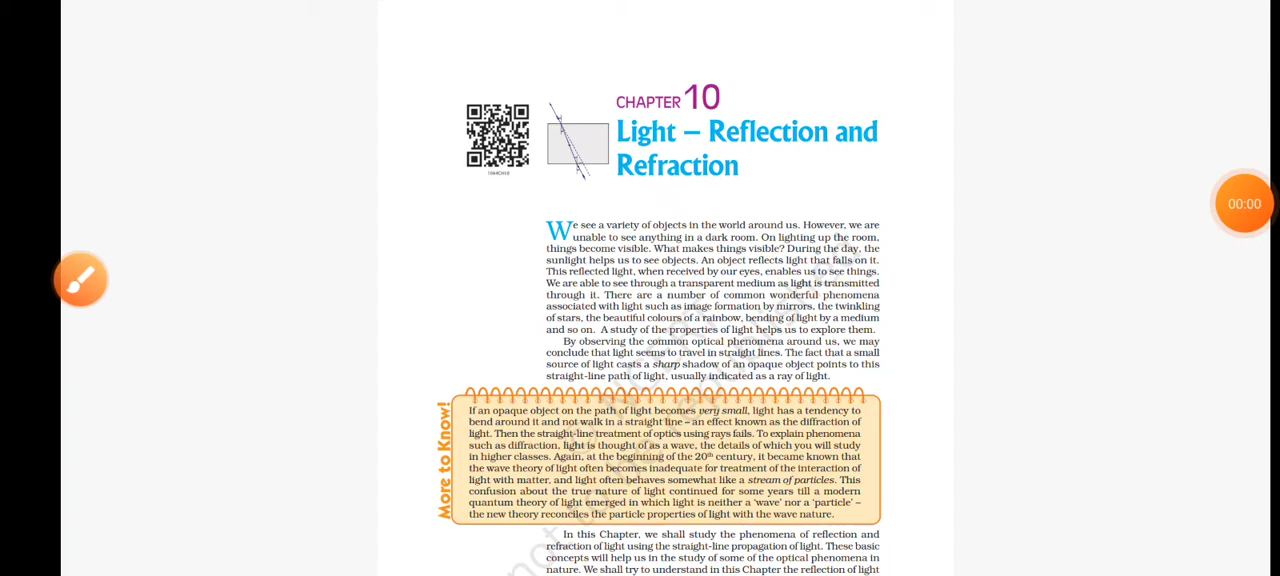 CHAPTER 10
Light – Reflection and
Refraction
1064CH10
We see a variety of objects in the world around us. However, we are
unable to see anything in a dark room. On lighting up the room,
things become visible. What makes things visible? During the day, the
sunlight helps us to see objects. An object reflects light that falls on it.
This reflected light, when received by our eyes, enables us to see things.
We are able to see through a transparent medium as light is transmitted
through it. There are a number of common wonderful phenomena
associated with light such as image formation by mirrors, the twinkling
of stars, the beautiful colours of a rainbow, bending of light by a medium
and so on. A study of the properties of light helps us to explore them.
By observing the common optical phenomena around us, we may
conclude that light seems to travel in straight lines. The fact that a small
source of light casts a sharp shadow of an opaque object points to this
straight-line path of light, usually indicated as a ray of light.
More to Know!
If an opaque object on the path of light becomes very small, light has a tendency to
bend around it and not walk in a straight line – an effect known as the diffraction of
light. Then the straight-line treatment of optics using rays fails. To explain phenomena
such as diffraction, light is thought of as a wave, the details of which you will study
in higher classes. Again, at the beginning of the 20th century, it became known that
the wave theory of light often becomes inadequate for treatment of the interaction of
light with matter, and light often behaves somewhat like a stream of particles. This
confusion about the true nature of light continued for some years till a modern
quantum theory of light emerged in which light is neither a ‘wave’ nor a ‘particle’ –
the new theory reconciles the particle properties of light with the wave nature.
In this Chapter, we shall study the phenomena of reflection and
refraction of light using the straight-line propagation of light. These basic
concepts will help us in the study of some of the optical phenomena in
nature. We shall try to understand in this Chapter the reflection of light
00:00